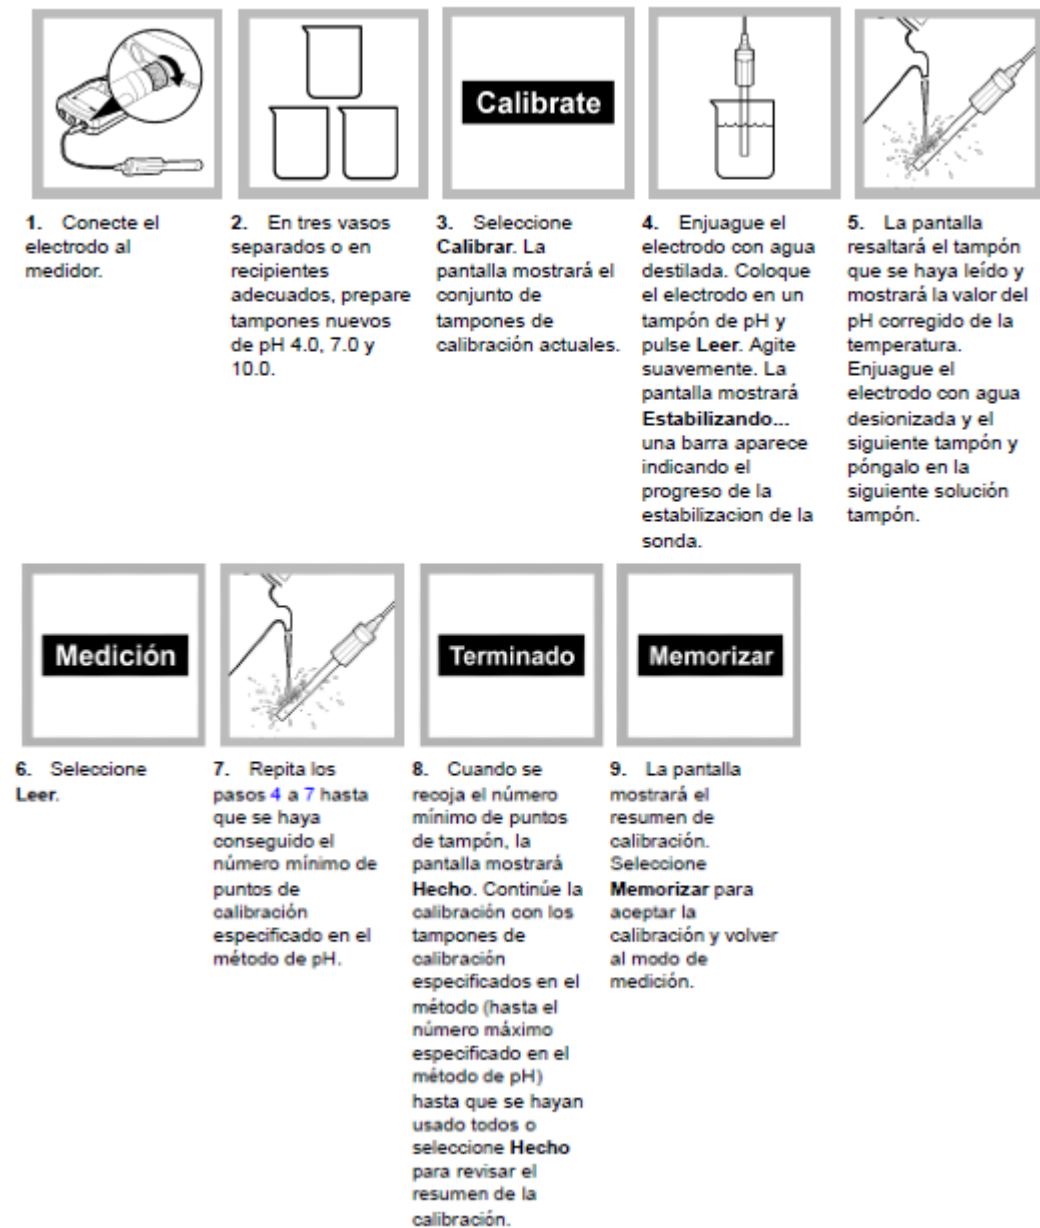 Calibrate
1. Conecte el
electrodo al
medidor.
2. En tres vasos
separados o en
recipientes
adecuados, prepare
tampones nuevos
de pH 4.0, 7.0 y
10.0.
3. Seleccione
Calibrar. La
pantalla mostrará el
conjunto de
tampones de
calibración actuales.
4. Enjuague el
electrodo con agua
destilada. Coloque
el electrodo en un
tampón de pH y
pulse Leer. Agite
suavemente. La
pantalla mostrará
Estabilizando...
una barra aparece
indicando el
progreso de la
estabilizacion de la
sonda.
5. La pantalla
resaltará el tampón
que se haya leído y
mostrará la valor del
pH corregido de la
temperatura.
Enjuague el
electrodo con agua
desionizada y el
siguiente tampón y
póngalo en la
siguiente solución
tampón.
Medición
Terminado
Memorizar
6. Seleccione
Leer.
7. Repita los
pasos 4 a 7 hasta
que se haya
conseguido el
número mínimo de
puntos de
calibración
especificado en el
método de pH.
8. Cuando se
recoja el número
mínimo de puntos
de tampón, la
pantalla mostrará
Hecho. Continúe la
calibración con los
tampones de
calibración
especificados en el
método (hasta el
número máximo
especificado en el
método de pH)
hasta que se hayan
usado todos o
seleccione Hecho
para revisar el
resumen de la
calibración.
9. La pantalla
mostrará el
resumen de
calibración.
Seleccione
Memorizar para
aceptar la
calibración y volver
al modo de
medición.